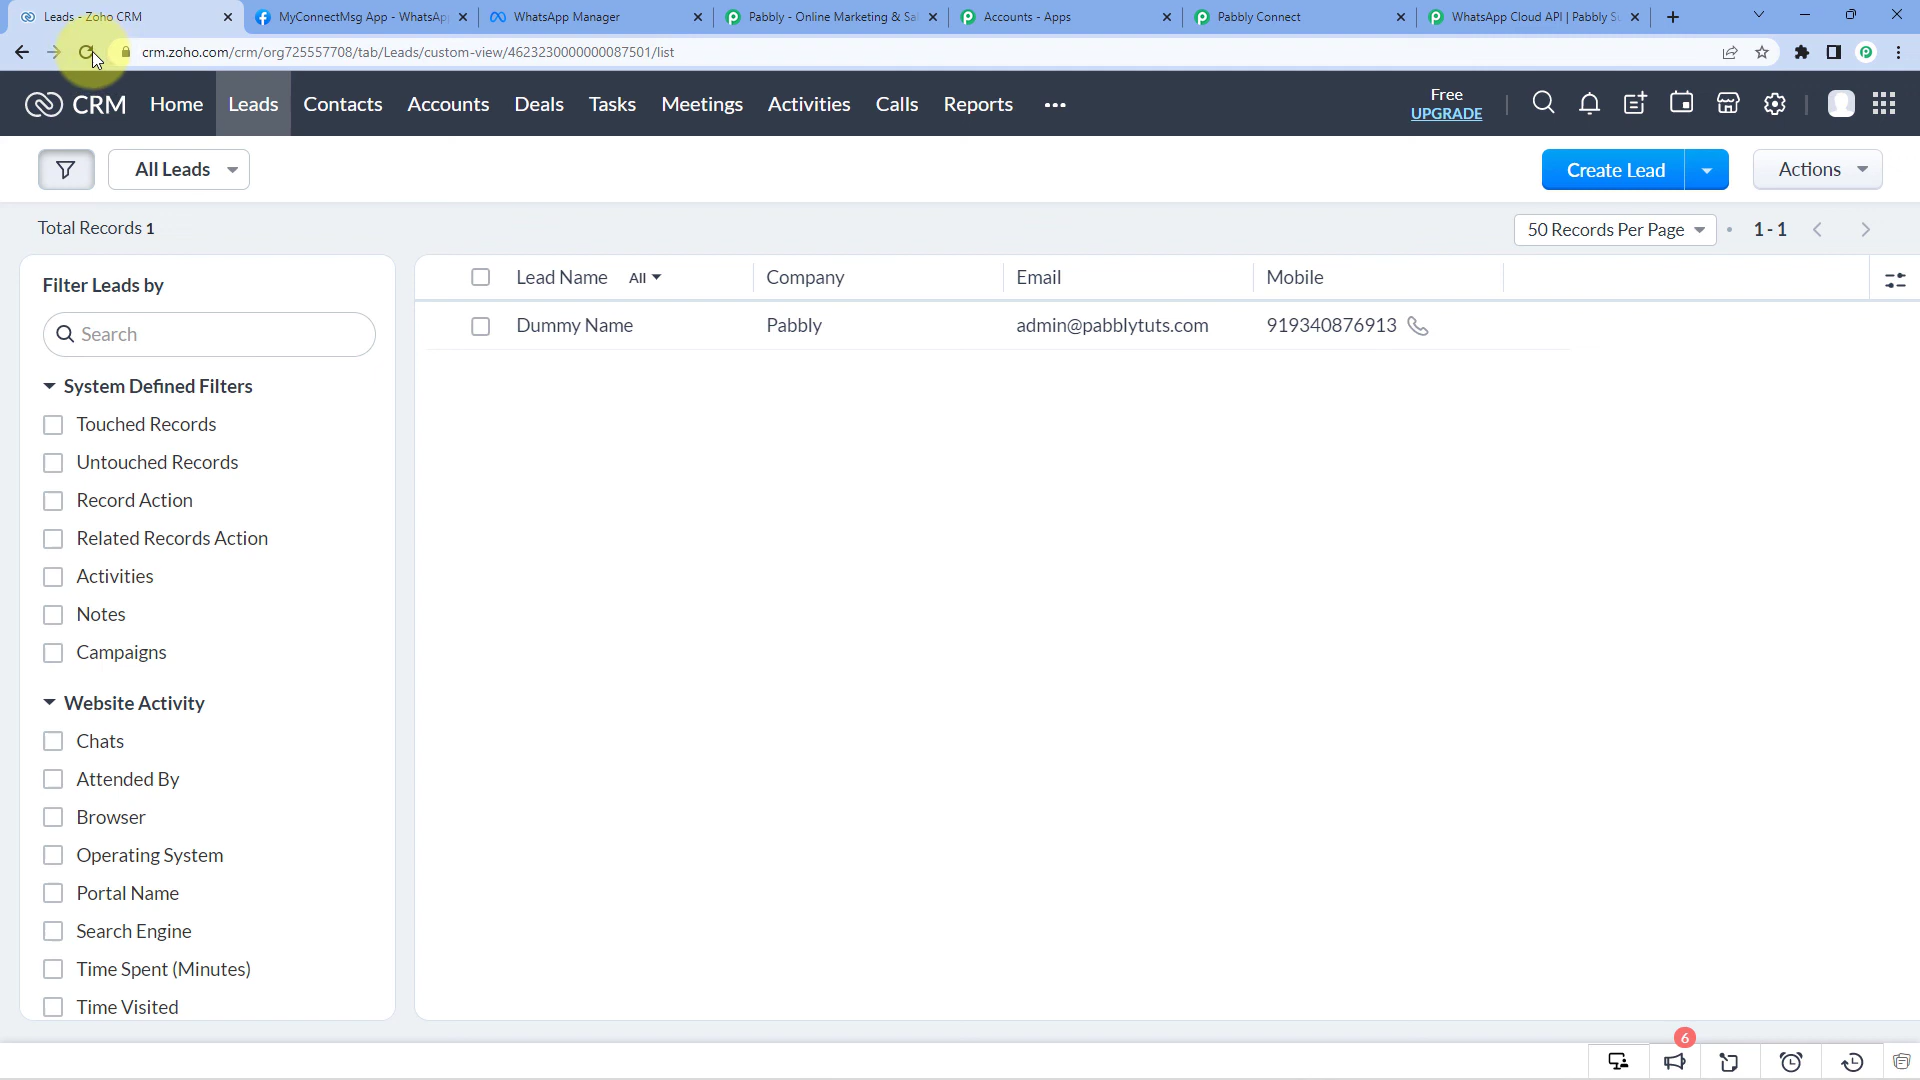 Leads - Zoho CRM
MyConnectMsg App - WhatsAp
WhatsApp Manager
Pabbly - Online Marketing & Sal
Accounts - Apps
Pabbly Connect
WhatsApp Cloud API | Pabbly Su
crm.zoho.com/crm/org725557708/tab/Leads/custom-view/4623230000000087501/list
CRM Home Leads Contacts Accounts Deals Tasks Meetings Activities Calls Reports ...
Free
UPGRADE
All Leads
Create Lead
Actions
Total Records 1
50 Records Per Page • 1 - 1
Filter Leads by
Search
System Defined Filters
Touched Records
Untouched Records
Record Action
Related Records Action
Activities
Notes
Campaigns
Website Activity
Chats
Attended By
Browser
Operating System
Portal Name
Search Engine
Time Spent (Minutes)
Time Visited
Lead Name All Company Email Mobile
Dummy Name Pabbly admin@pabblytuts.com 919340876913
6